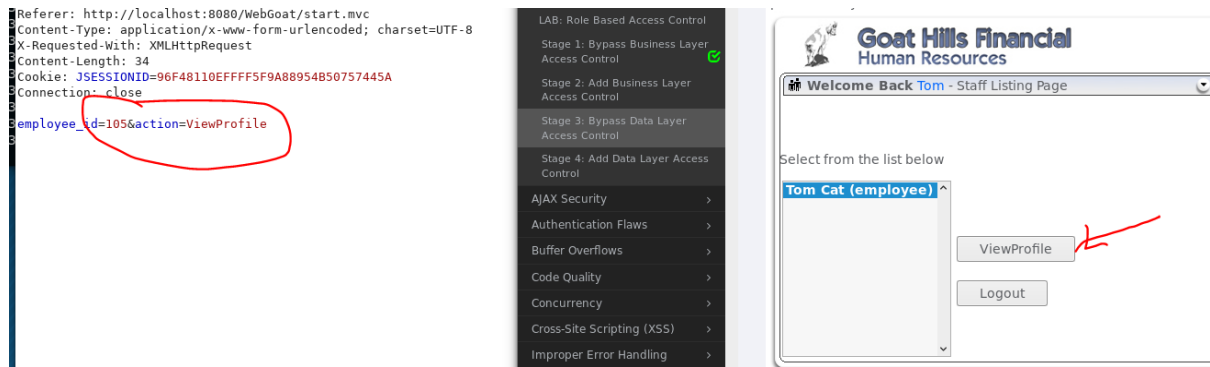 Referer: http://localhost:8080/WebGoat/start.mvc
Content-Type: application/x-www-form-urlencoded; charset=UTF-8
X-Requested-With: XMLHttpRequest
Content-Length: 34
Cookie: JSESSIONID=96F48110EFFFF5F9A88954B50757445A
Connection: close
employee_id=105&action=ViewProfile
LAB: Role Based Access Control
Stage 1: Bypass Business Layer
Access Control
Stage 2: Add Business Layer
Access Control
Stage 3: Bypass Data Layer
Access Control
Stage 4: Add Data Layer Access
Control
AJAX Security
Authentication Flaws
Buffer Overflows
Code Quality
Concurrency
Cross-Site Scripting (XSS)
Improper Error Handling
Goat Hills Financial
Human Resources
Welcome Back Tom - Staff Listing Page
Select from the list below
Tom Cat (employee)
ViewProfile
Logout